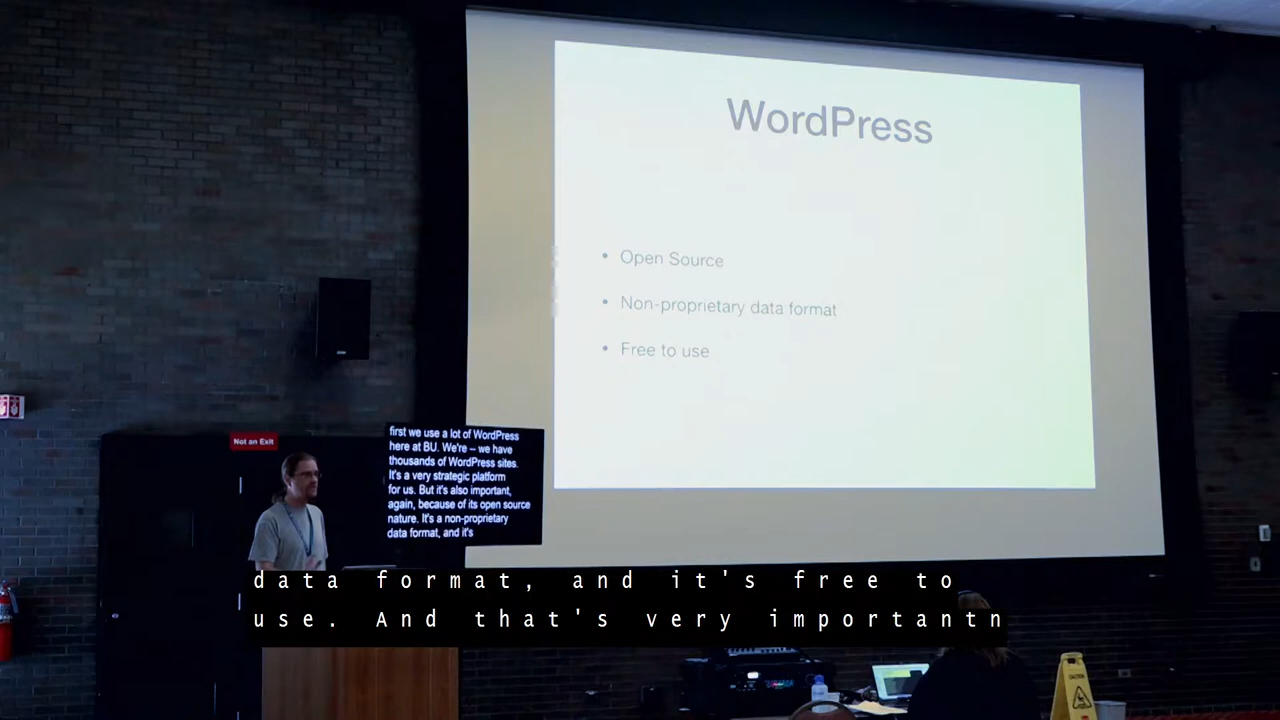 WordPress
• Open Source
• Non-proprietary data format
• Free to use
Not an Exit
first we use a lot of WordPress
here at BU. We're -- we have
thousands of WordPress sites.
It's a very strategic platform
for us. But it's also important,
again, because of its open source
nature. It's a non-proprietary
data format, and it's
data format, and it's free to
use. And that's very importantn
CAUTION